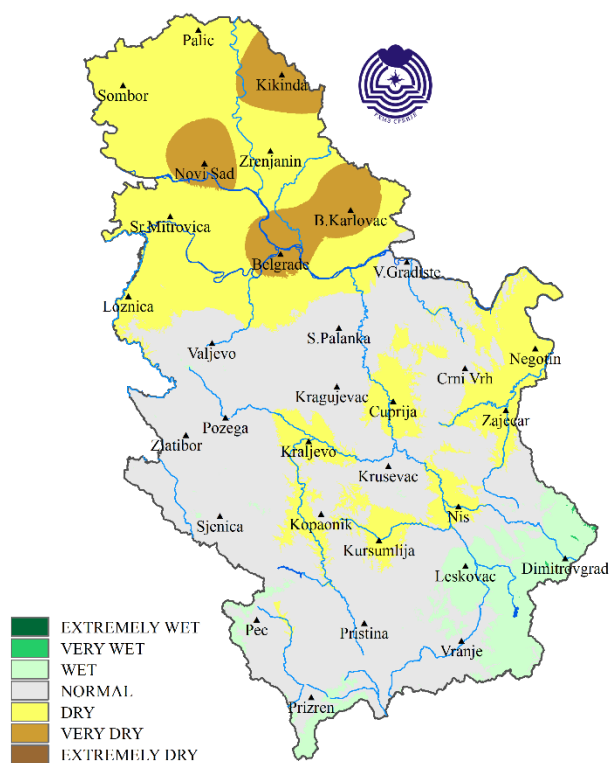 Palic
Kikinda
Sombor
Zrenjanin
Novi Sad
B.Karlovac
Sr.Mitrovica
Belgrade
V.Gradiste
Loznica
S.Palanka
Valjevo
Negotin
Crni Vrh
Kragujevac
Cuprija
Zajecar
Pozega
Zlatibor
Kraljevo
Krusevac
Nis
Sjenica
Kopaonik
Kursumlija
Dimitrovgrad
Leskovac
Pec
Pristina
Vranje
Prizren
EXTREMELY WET
VERY WET
WET
NORMAL
DRY
VERY DRY
EXTREMELY DRY